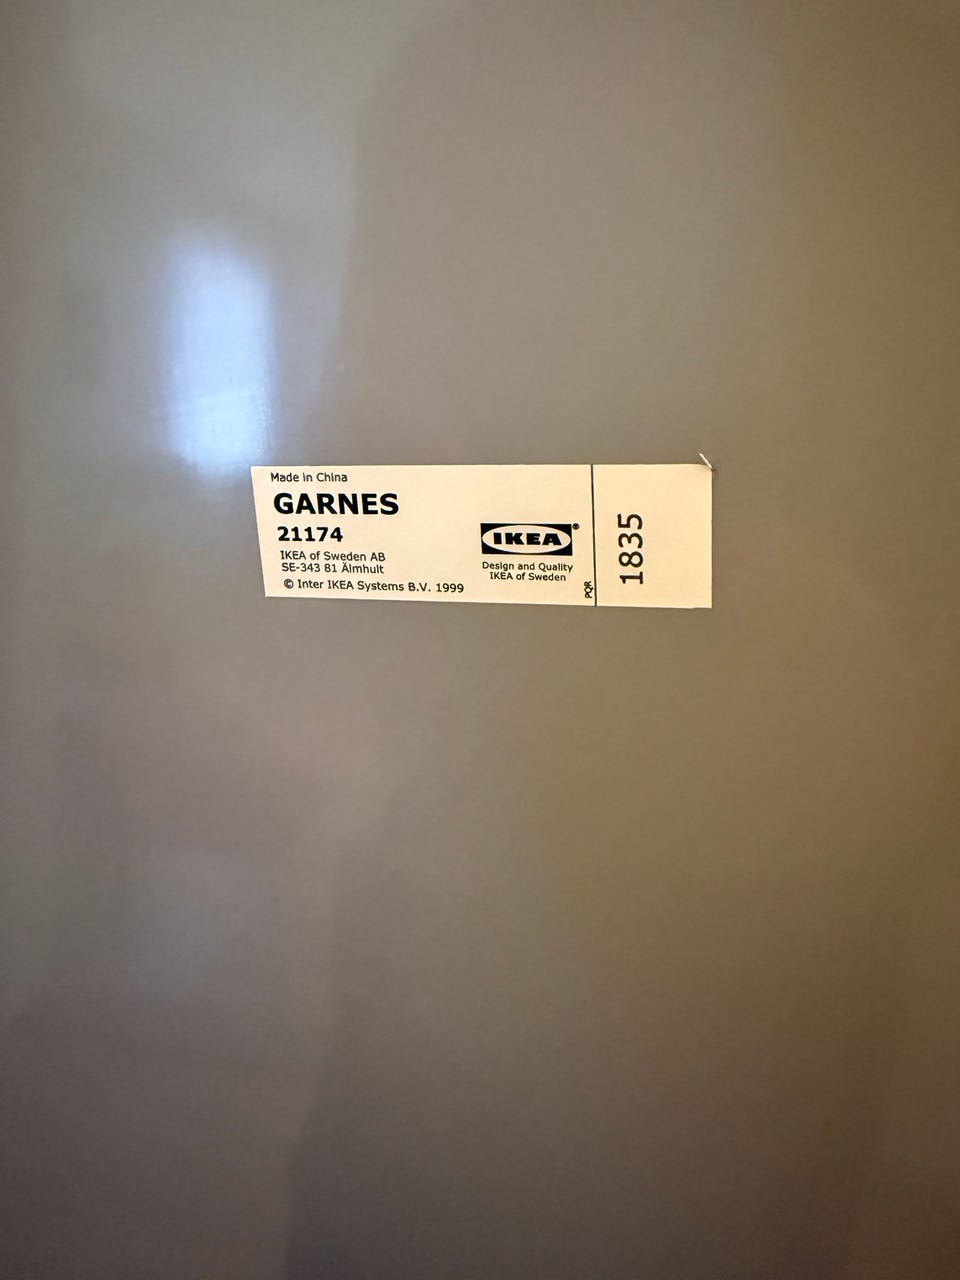 Made in China
GARNES
21174
IKEA of Sweden AB
SE-343 81 Älmhult
© Inter IKEA Systems B.V. 1999
IKEA®
Design and Quality
IKEA of Sweden
PQR
1835